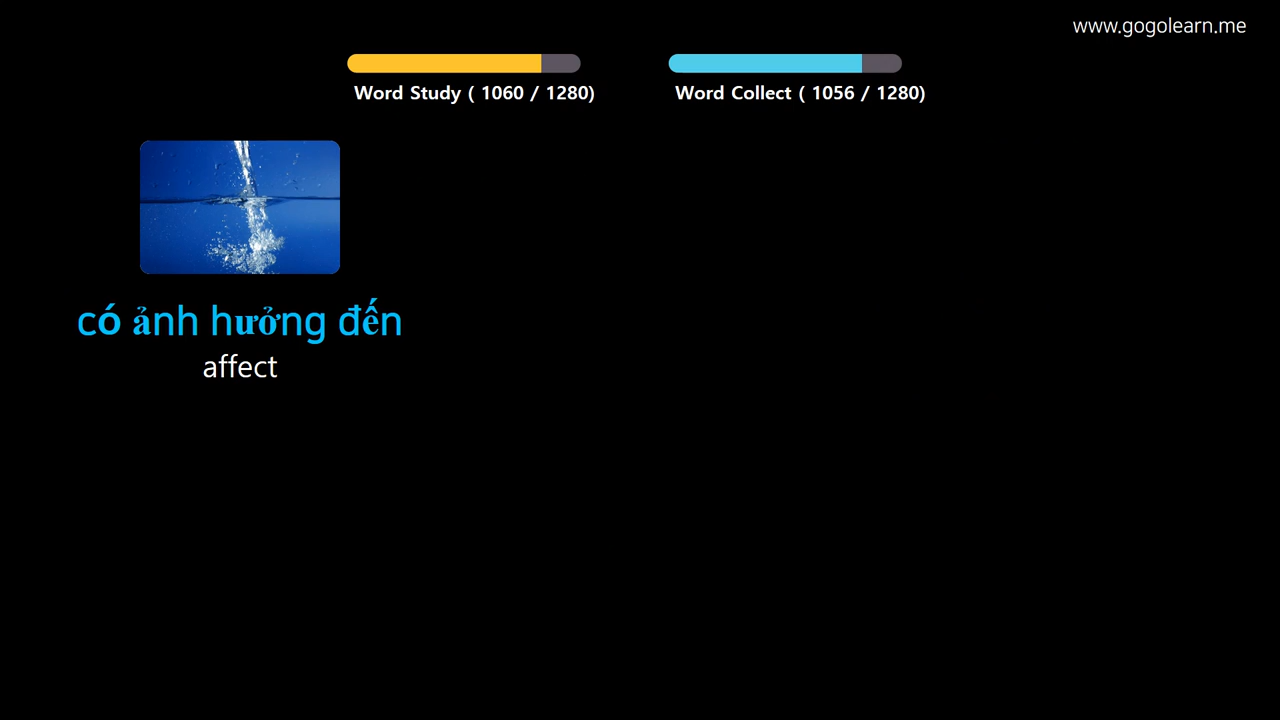 www.gogolearn.me
Word Study ( 1060 / 1280)
Word Collect ( 1056 / 1280)
có ảnh hưởng đến
affect